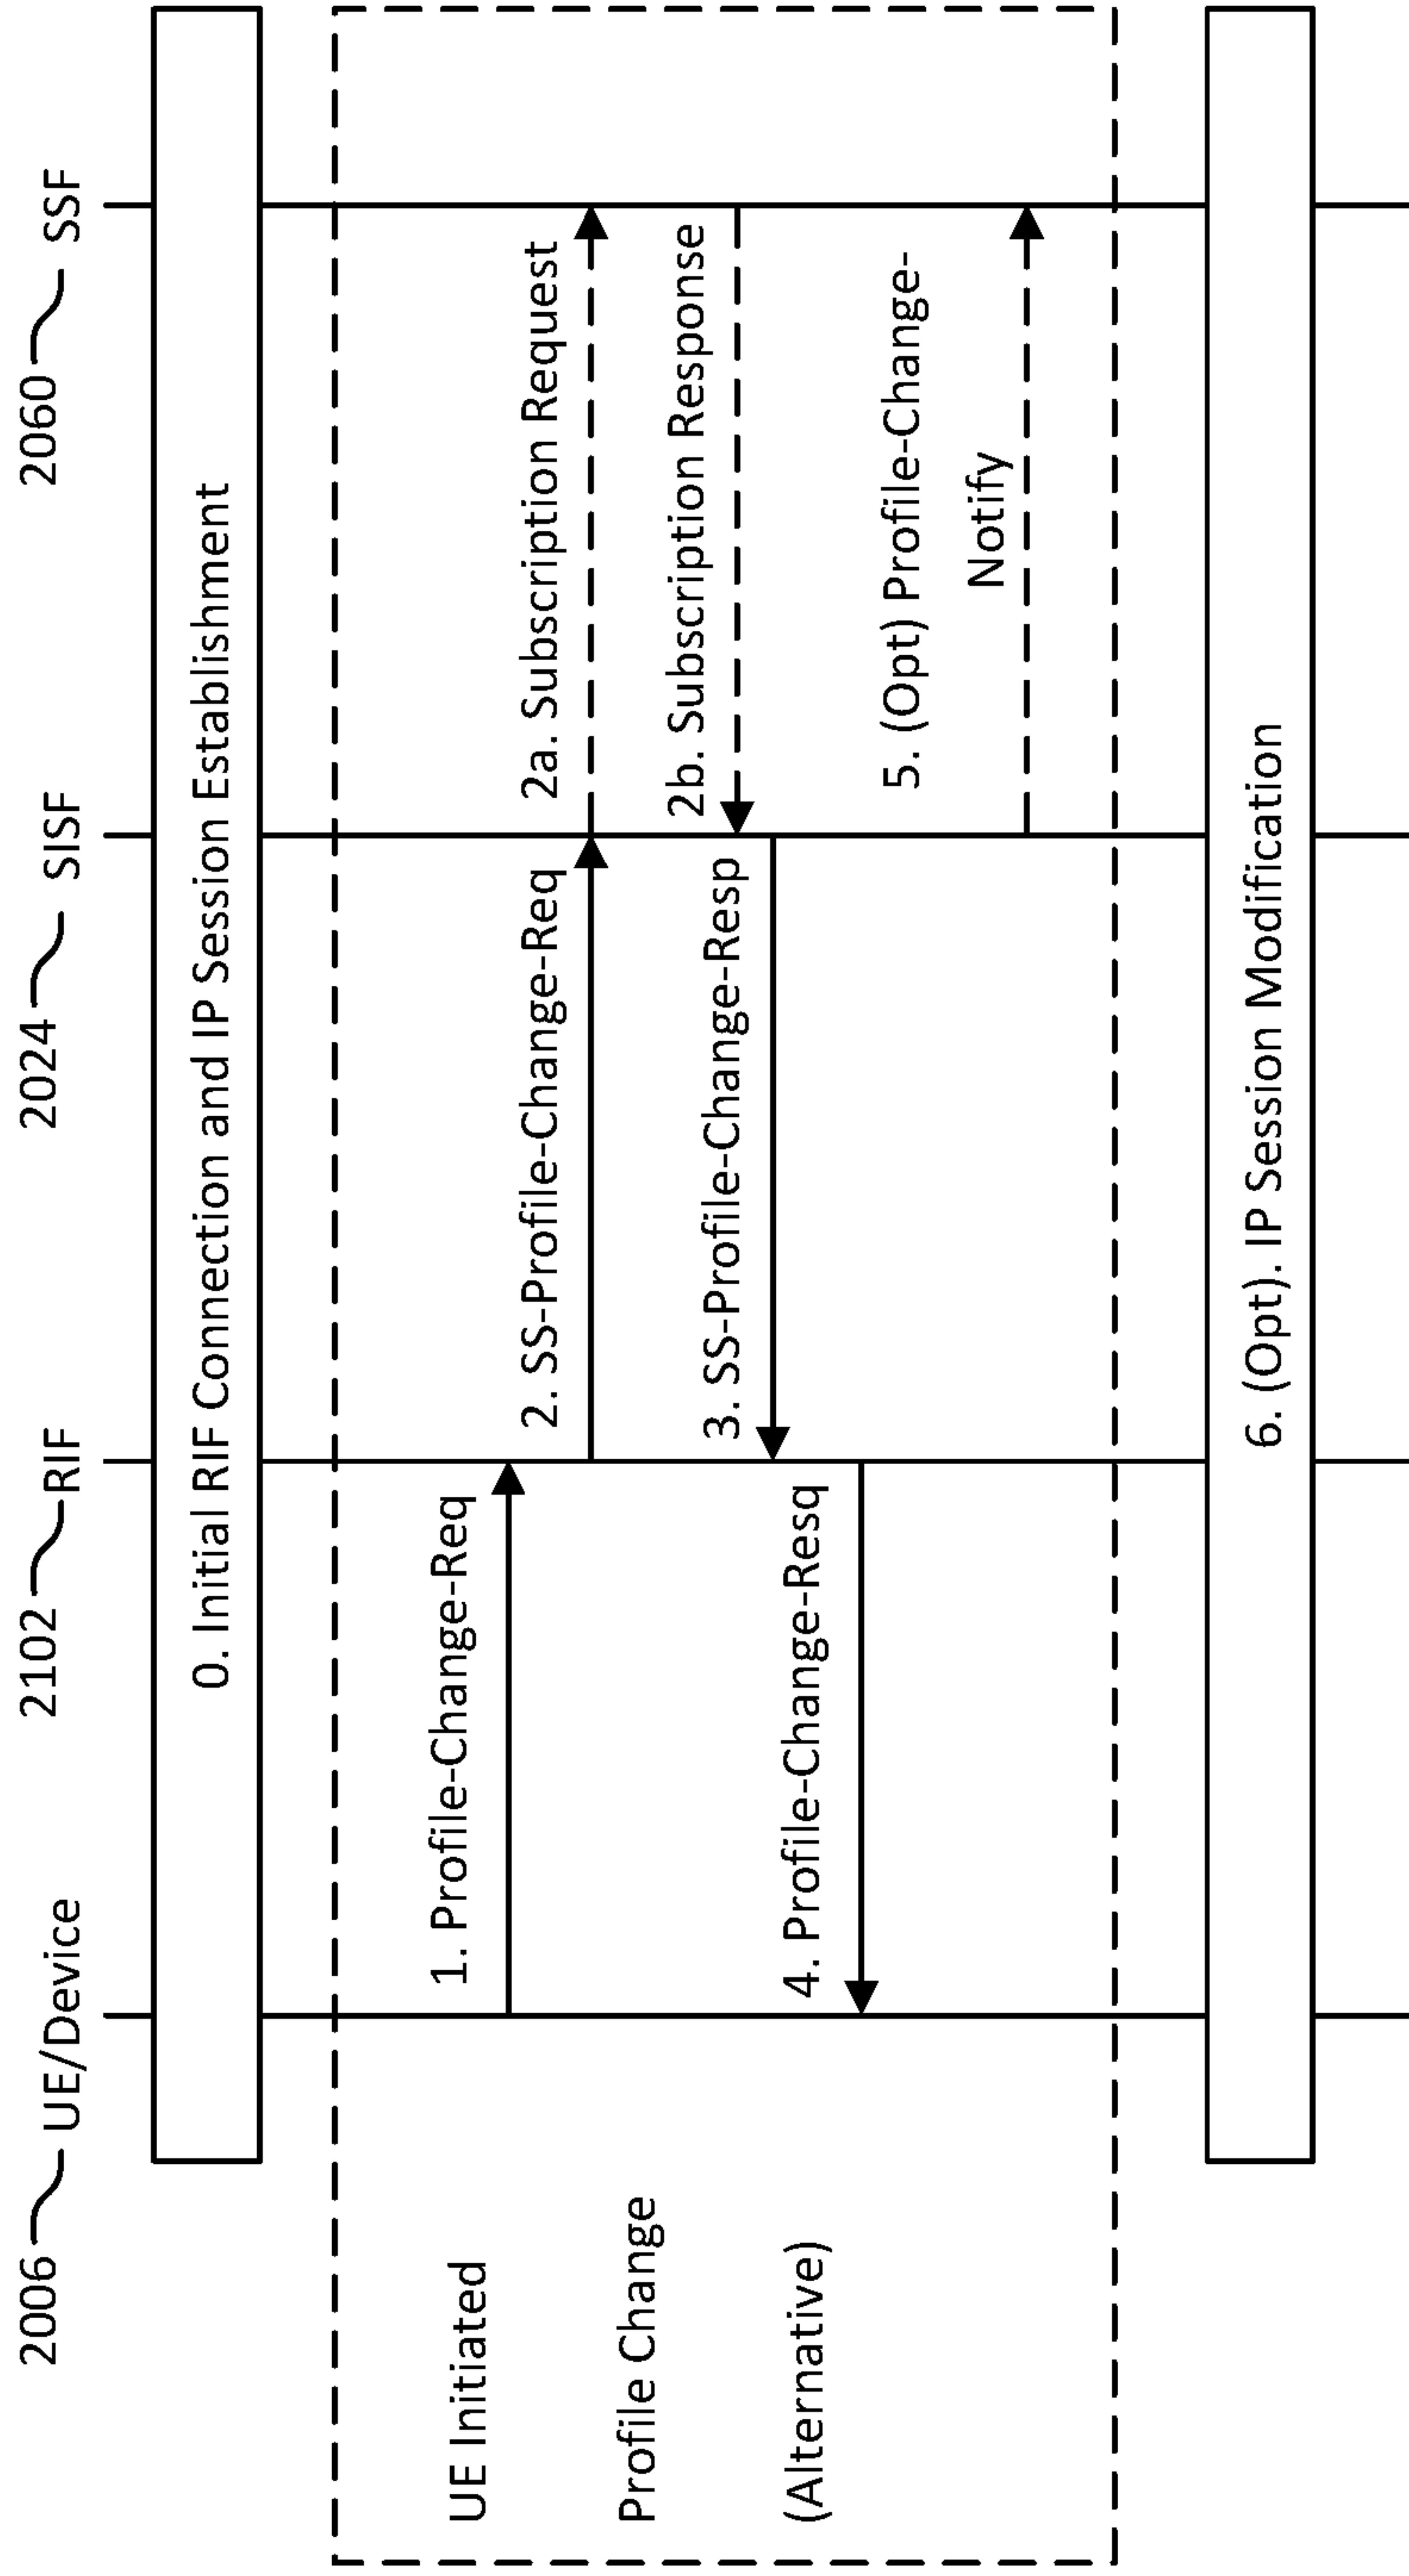 2006 UE/Device
2102 RIF
2024 SISF
2060 SSF
0. Initial RIF Connection and IP Session Establishment
UE Initiated
Profile Change
(Alternative)
1. Profile-Change-Req
2. SS-Profile-Change-Req
2a. Subscription Request
2b. Subscription Response
3. SS-Profile-Change-Resp
4. Profile-Change-Resq
5. (Opt) Profile-Change-
Notify
6. (Opt). IP Session Modification